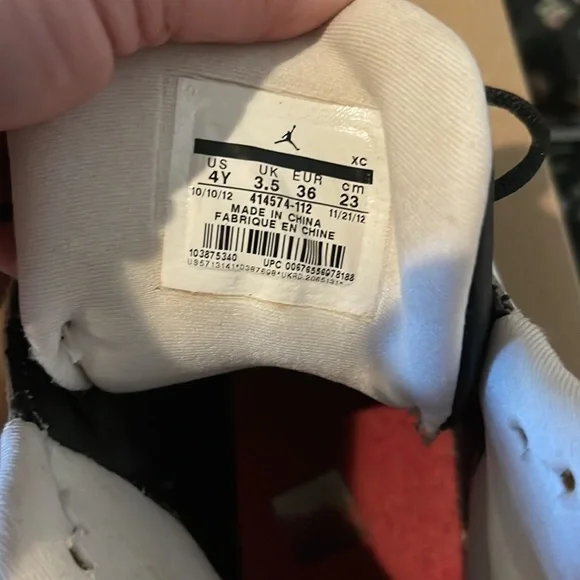 XC
US UK EUR cm
4Y 3.5 36 23
10/10/12 414574-112 11/21/12
MADE IN CHINA
FABRIQUE EN CHINE
103875340 UPC 00676556978188